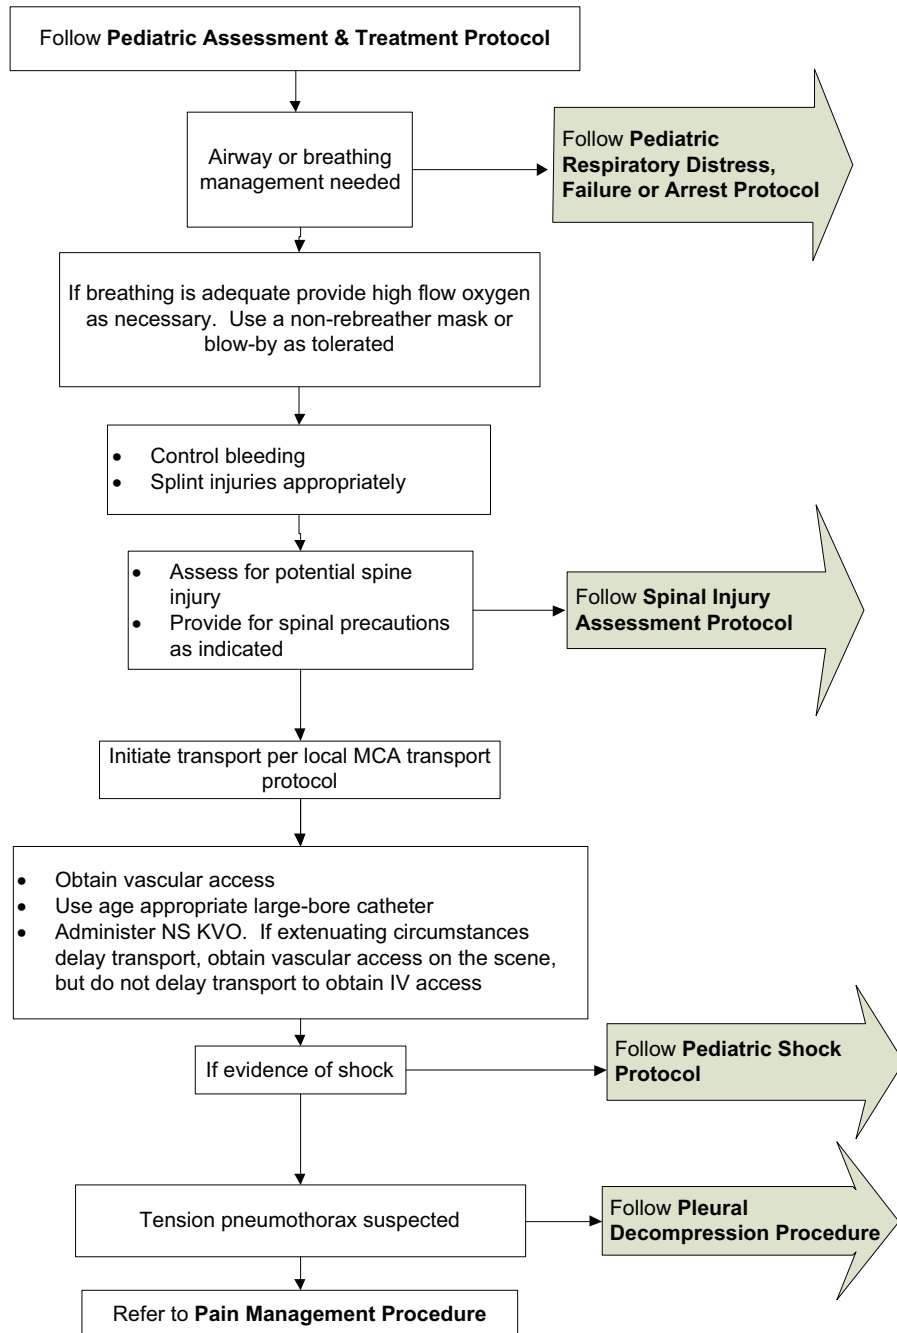 Follow Pediatric Assessment & Treatment Protocol
Airway or breathing
management needed
Follow Pediatric
Respiratory Distress,
Failure or Arrest Protocol
If breathing is adequate provide high flow oxygen
as necessary.  Use a non-rebreather mask or
blow-by as tolerated
• Control bleeding
• Splint injuries appropriately
• Assess for potential spine
injury
• Provide for spinal precautions
as indicated
Follow Spinal Injury
Assessment Protocol
Initiate transport per local MCA transport
protocol
• Obtain vascular access
• Use age appropriate large-bore catheter
• Administer NS KVO.  If extenuating circumstances
delay transport, obtain vascular access on the scene,
but do not delay transport to obtain IV access
If evidence of shock
Follow Pediatric Shock
Protocol
Tension pneumothorax suspected
Follow Pleural
Decompression Procedure
Refer to Pain Management Procedure